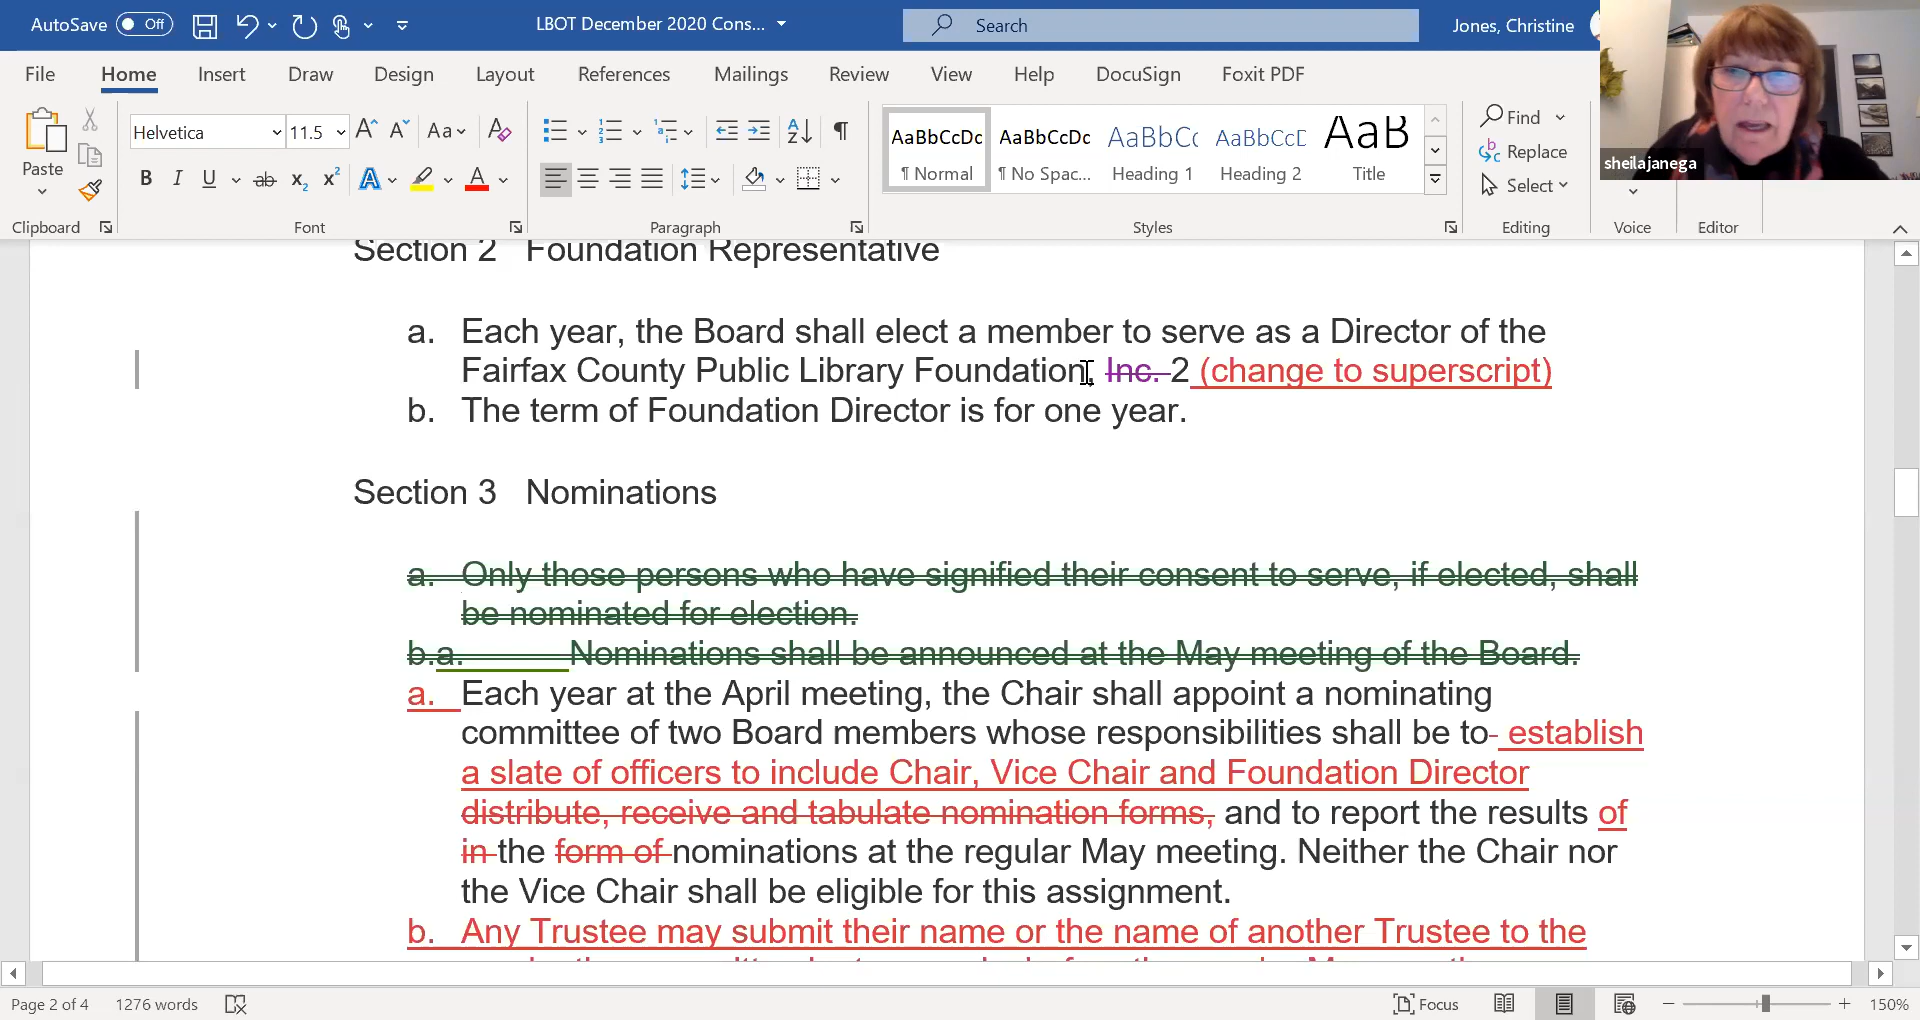 AutoSave Off LBOT December 2020 Cons... Search Jones, Christine
File Home Insert Draw Design Layout References Mailings Review View Help DocuSign Foxit PDF
sheilajanega
Paste Helvetica 11.5 A A Aa A
B I U ab x2 x2 A A
AaBbCcDc AaBbCcDc AaBbCc AaBbCcD AaB
¶ Normal ¶ No Spac... Heading 1 Heading 2 Title
Find
Replace
Select
Clipboard Font Paragraph Styles Editing Voice Editor
Section 2 Foundation Representative
a. Each year, the Board shall elect a member to serve as a Director of the
Fairfax County Public Library Foundation, Inc. 2 (change to superscript)
b. The term of Foundation Director is for one year.
Section 3 Nominations
a. Only those persons who have signified their consent to serve, if elected, shall
be nominated for election.
b.a. Nominations shall be announced at the May meeting of the Board.
a. Each year at the April meeting, the Chair shall appoint a nominating
committee of two Board members whose responsibilities shall be to- establish
a slate of officers to include Chair, Vice Chair and Foundation Director
distribute, receive and tabulate nomination forms, and to report the results of
in the form of nominations at the regular May meeting. Neither the Chair nor
the Vice Chair shall be eligible for this assignment.
b. Any Trustee may submit their name or the name of another Trustee to the
Page 2 of 4 1276 words Focus 150%